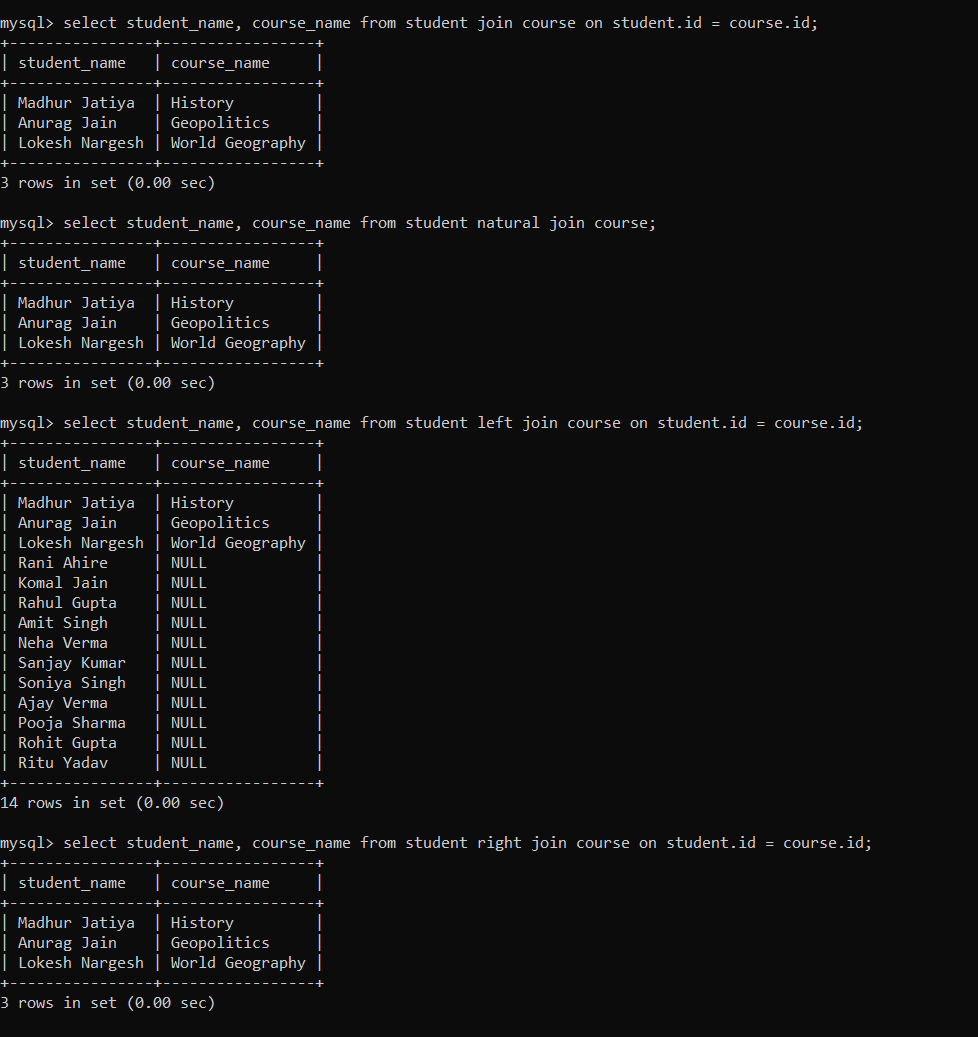 mysql> select student_name, course_name from student join course on student.id = course.id;
+----------------+-----------------+
| student_name   | course_name     |
+----------------+-----------------+
| Madhur Jatiya  | History         |
| Anurag Jain    | Geopolitics     |
| Lokesh Nargesh | World Geography |
+----------------+-----------------+
3 rows in set (0.00 sec)

mysql> select student_name, course_name from student natural join course;
+----------------+-----------------+
| student_name   | course_name     |
+----------------+-----------------+
| Madhur Jatiya  | History         |
| Anurag Jain    | Geopolitics     |
| Lokesh Nargesh | World Geography |
+----------------+-----------------+
3 rows in set (0.00 sec)

mysql> select student_name, course_name from student left join course on student.id = course.id;
+----------------+-----------------+
| student_name   | course_name     |
+----------------+-----------------+
| Madhur Jatiya  | History         |
| Anurag Jain    | Geopolitics     |
| Lokesh Nargesh | World Geography |
| Rani Ahire     | NULL            |
| Komal Jain     | NULL            |
| Rahul Gupta    | NULL            |
| Amit Singh     | NULL            |
| Neha Verma     | NULL            |
| Sanjay Kumar   | NULL            |
| Soniya Singh   | NULL            |
| Ajay Verma     | NULL            |
| Pooja Sharma   | NULL            |
| Rohit Gupta    | NULL            |
| Ritu Yadav     | NULL            |
+----------------+-----------------+
14 rows in set (0.00 sec)

mysql> select student_name, course_name from student right join course on student.id = course.id;
+----------------+-----------------+
| student_name   | course_name     |
+----------------+-----------------+
| Madhur Jatiya  | History         |
| Anurag Jain    | Geopolitics     |
| Lokesh Nargesh | World Geography |
+----------------+-----------------+
3 rows in set (0.00 sec)